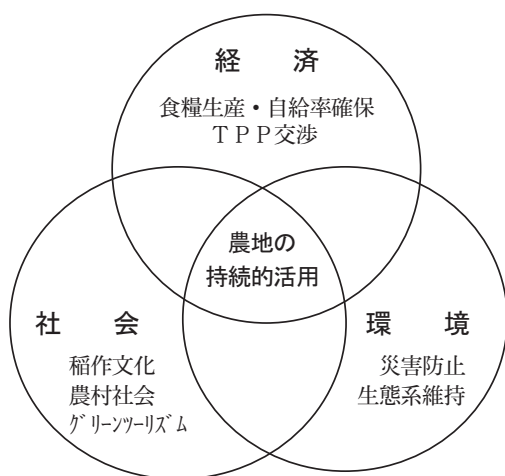 経　済
食糧生産・自給率確保
ＴＰＰ交渉
農地の
持続的活用
社　会
稲作文化
農村社会
ｸﾞﾘｰﾝﾂｰﾘｽﾞﾑ
環　境
災害防止
生態系維持